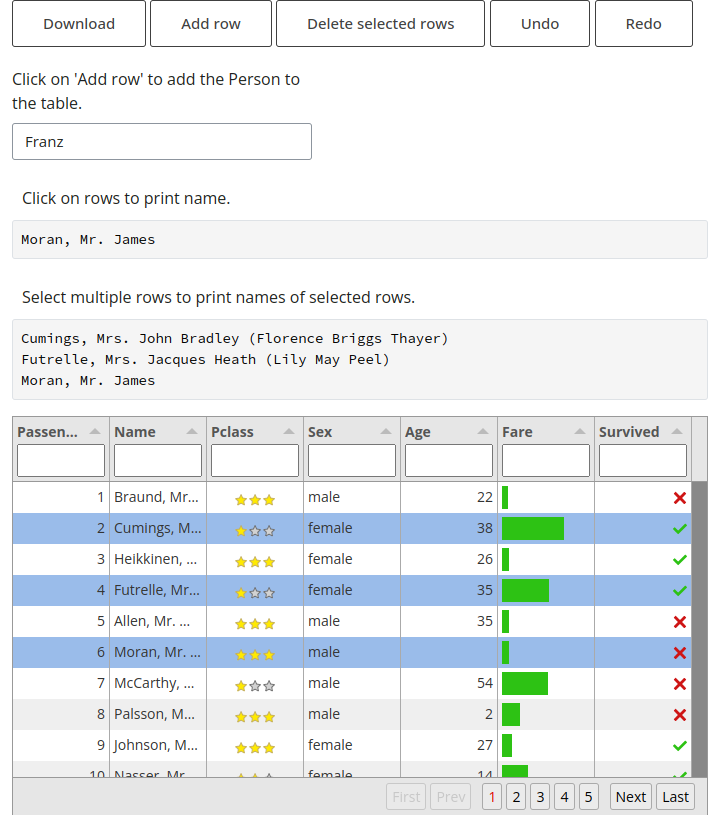 Download Add row Delete selected rows Undo Redo
Click on 'Add row' to add the Person to
the table.
Franz
Click on rows to print name.
Moran, Mr. James
Select multiple rows to print names of selected rows.
Cumings, Mrs. John Bradley (Florence Briggs Thayer)
Futrelle, Mrs. Jacques Heath (Lily May Peel)
Moran, Mr. James
Passen... Name Pclass Sex Age Fare Survived
1 Braund, Mr... male 22
2 Cumings, M... female 38
3 Heikkinen, ... female 26
4 Futrelle, Mr... female 35
5 Allen, Mr. ... male 35
6 Moran, Mr. ... male
7 McCarthy, ... male 54
8 Palsson, M... male 2
9 Johnson, M... female 27
10 Nasser, Mr... female 14
First Prev 1 2 3 4 5 Next Last